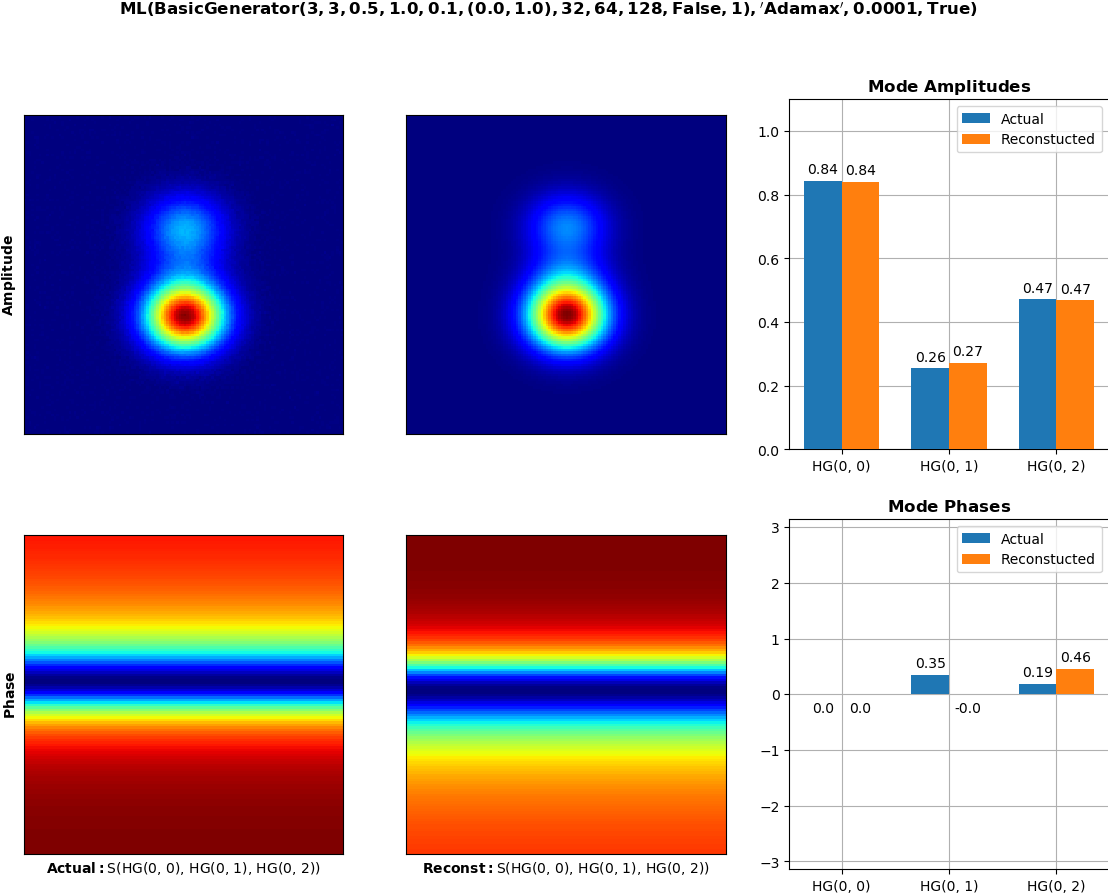 ML(BasicGenerator(3, 3, 0.5, 1.0, 0.1, (0.0, 1.0), 32, 64, 128, False, 1), ′Adamax′, 0.0001, True)
Amplitude
Mode Amplitudes
Actual
Reconstucted
1.0
0.8
0.6
0.4
0.2
0.0
0.84
0.84
0.26
0.27
0.47
0.47
HG(0, 0)
HG(0, 1)
HG(0, 2)
Phase
Actual: S(HG(0, 0), HG(0, 1), HG(0, 2))
Reconst: S(HG(0, 0), HG(0, 1), HG(0, 2))
Mode Phases
Actual
Reconstucted
3
2
1
0
−1
−2
−3
0.0
0.0
0.35
-0.0
0.19
0.46
HG(0, 0)
HG(0, 1)
HG(0, 2)